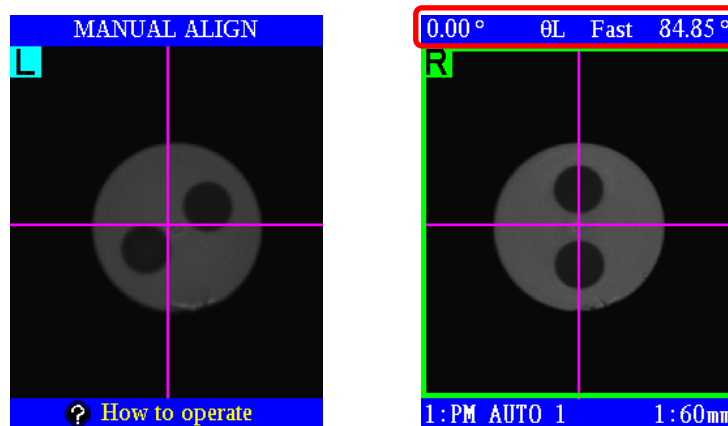 MANUAL ALIGN
L
? How to operate
0.00° θL Fast 84.85°
R
1:PM AUTO 1 1:60mm